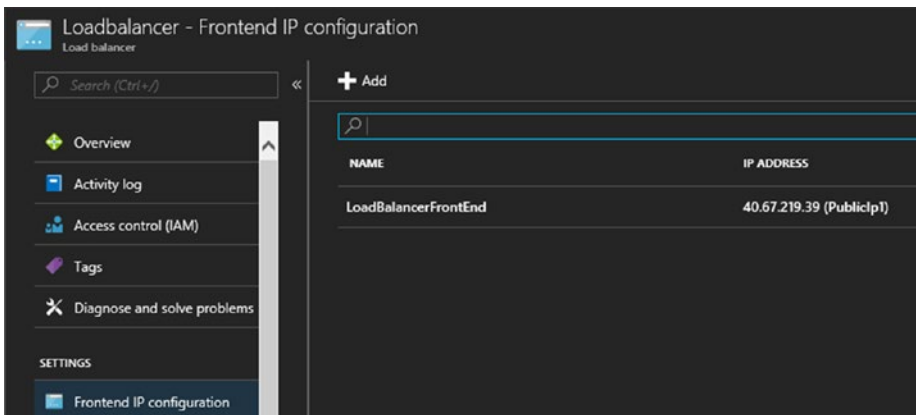 Loadbalancer - Frontend IP configuration
Load balancer
Search (Ctrl+/)
«
Add
Overview
Activity log
Access control (IAM)
Tags
Diagnose and solve problems
SETTINGS
Frontend IP configuration
NAME IP ADDRESS
LoadBalancerFrontEnd 40.67.219.39 (PublicIp1)